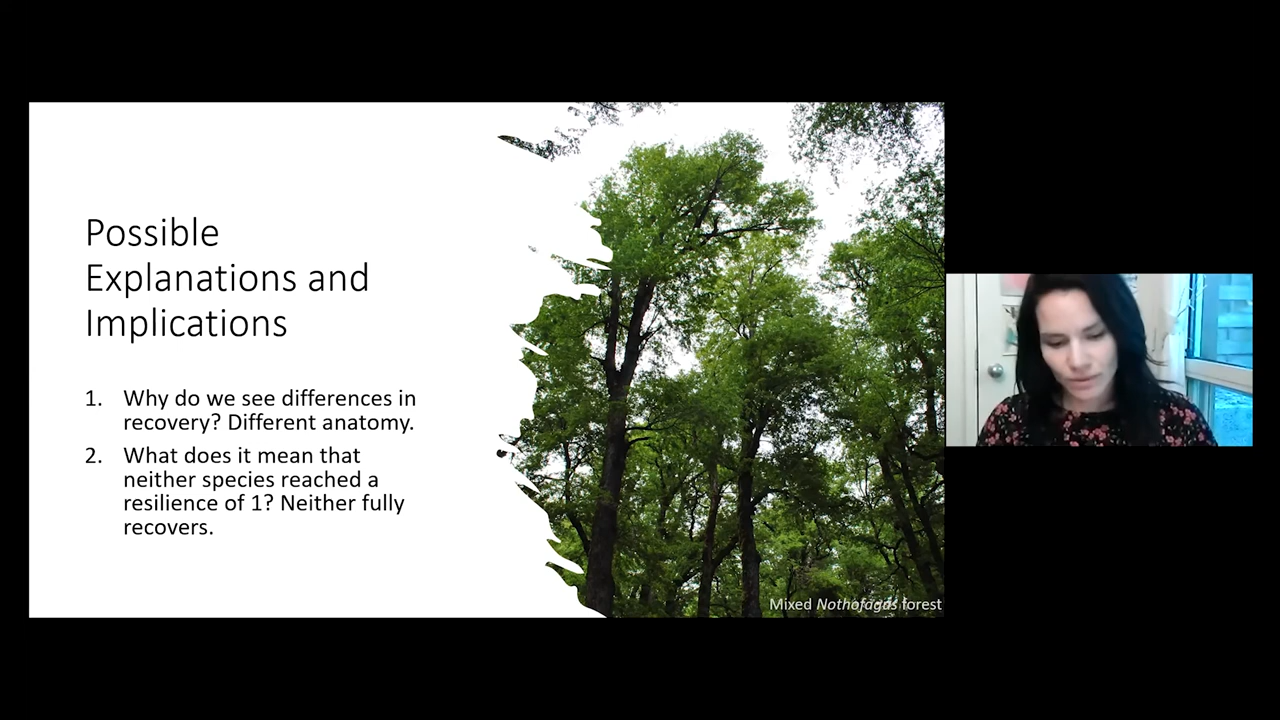 Possible
Explanations and
Implications
1. Why do we see differences in
recovery? Different anatomy.
2. What does it mean that
neither species reached a
resilience of 1? Neither fully
recovers.
Mixed Nothofagus forest